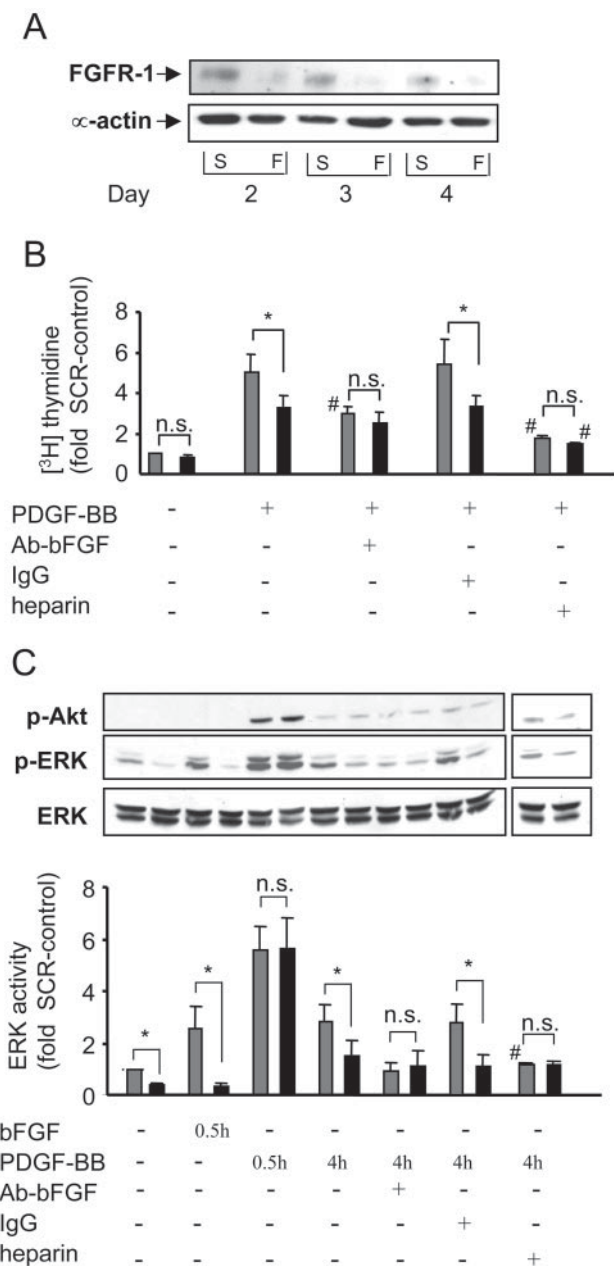 A
FGFR-1
∝-actin
S F S F S F
Day 2 3 4
B
[³H] thymidine
(fold SCR-control)
8
6
4
2
0
n.s. * # n.s. * # n.s. #
PDGF-BB - + + + +
Ab-bFGF - - + - -
IgG - - - + -
heparin - - - - +
C
p-Akt
p-ERK
ERK
ERK activity
(fold SCR-control)
8
6
4
2
0
* * n.s. * n.s. * # n.s.
bFGF - 0.5h - - - - -
PDGF-BB - - 0.5h 4h 4h 4h 4h
Ab-bFGF - - - - + - -
IgG - - - - - + -
heparin - - - - - - +